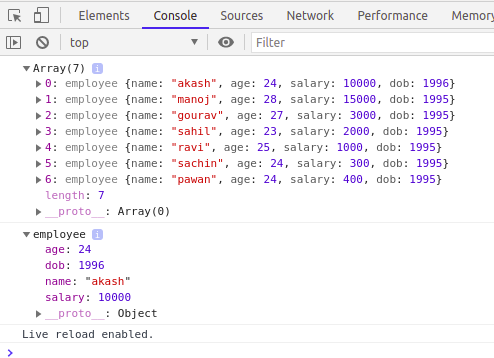 Elements Console Sources Network Performance Memory
top Filter
Array(7) i
0: employee {name: "akash", age: 24, salary: 10000, dob: 1996}
1: employee {name: "manoj", age: 28, salary: 15000, dob: 1995}
2: employee {name: "gourav", age: 27, salary: 3000, dob: 1995}
3: employee {name: "sahil", age: 23, salary: 2000, dob: 1995}
4: employee {name: "ravi", age: 25, salary: 1000, dob: 1995}
5: employee {name: "sachin", age: 24, salary: 300, dob: 1995}
6: employee {name: "pawan", age: 24, salary: 400, dob: 1995}
length: 7
__proto__: Array(0)
employee i
age: 24
dob: 1996
name: "akash"
salary: 10000
__proto__: Object
Live reload enabled.